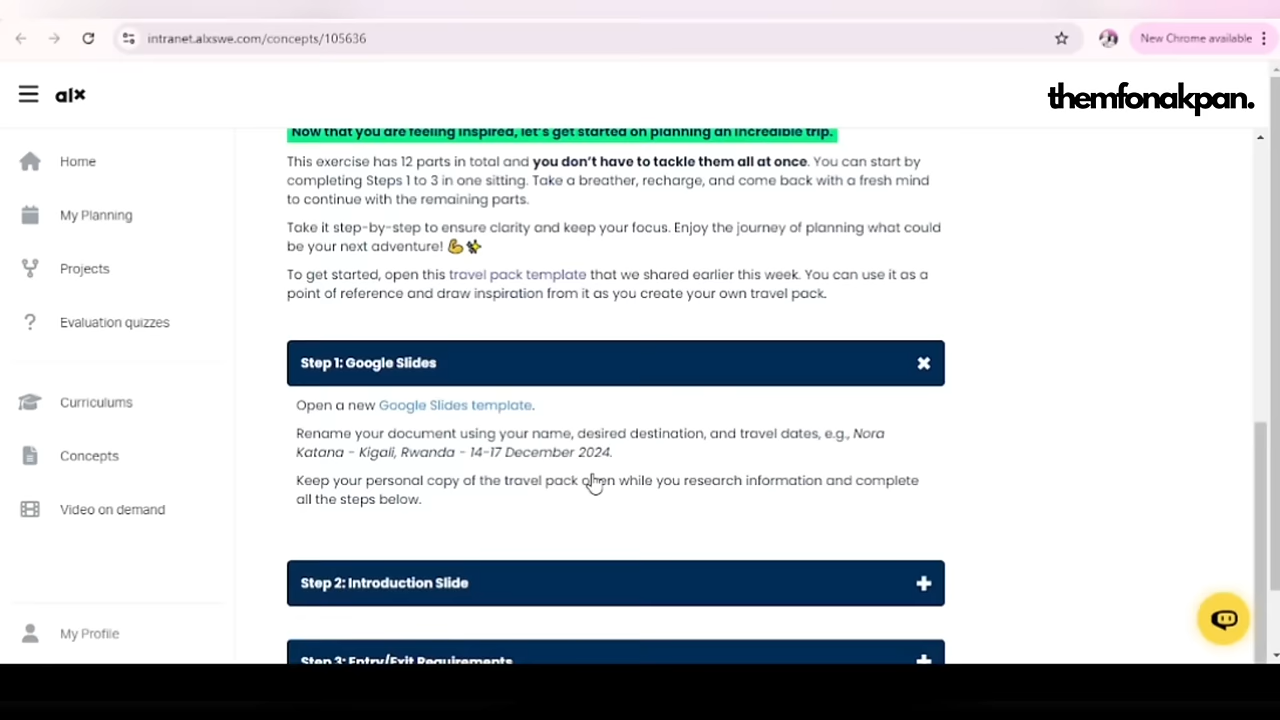 intranet.alxswe.com/concepts/105636
New Chrome available
alx
themfonakpan.
Home
My Planning
Projects
Evaluation quizzes
Curriculums
Concepts
Video on demand
My Profile
Now that you are feeling inspired, let's get started on planning an incredible trip.
This exercise has 12 parts in total and you don't have to tackle them all at once. You can start by
completing Steps 1 to 3 in one sitting. Take a breather, recharge, and come back with a fresh mind
to continue with the remaining parts.
Take it step-by-step to ensure clarity and keep your focus. Enjoy the journey of planning what could
be your next adventure! 💪✨
To get started, open this travel pack template that we shared earlier this week. You can use it as a
point of reference and draw inspiration from it as you create your own travel pack.
Step 1: Google Slides
Open a new Google Slides template.
Rename your document using your name, desired destination, and travel dates, e.g., Nora
Katana - Kigali, Rwanda - 14-17 December 2024.
Keep your personal copy of the travel pack open while you research information and complete
all the steps below.
Step 2: Introduction Slide
Step 3: Entry/Exit Requirements